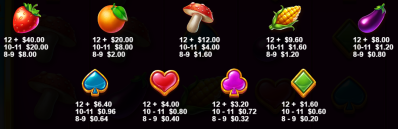 12 + $40.00
10-11 $20.00
8-9 $8.00
12 + $20.00
10-11 $8.00
8-9 $2.00
12 + $12.00
10-11 $4.00
8-9 $1.60
12 + $9.60
10-11 $1.60
8-9 $1.20
12 + $8.00
10-11 $1.20
8-9 $0.80
12 + $6.40
10-11 $0.96
8-9 $0.64
12 + $4.00
10 - 11 $0.80
8-9 $0.40
12 + $3.20
10 - 11 $0.72
8-9 $0.32
12 + $1.60
10 - 11 $0.60
8-9 $0.20